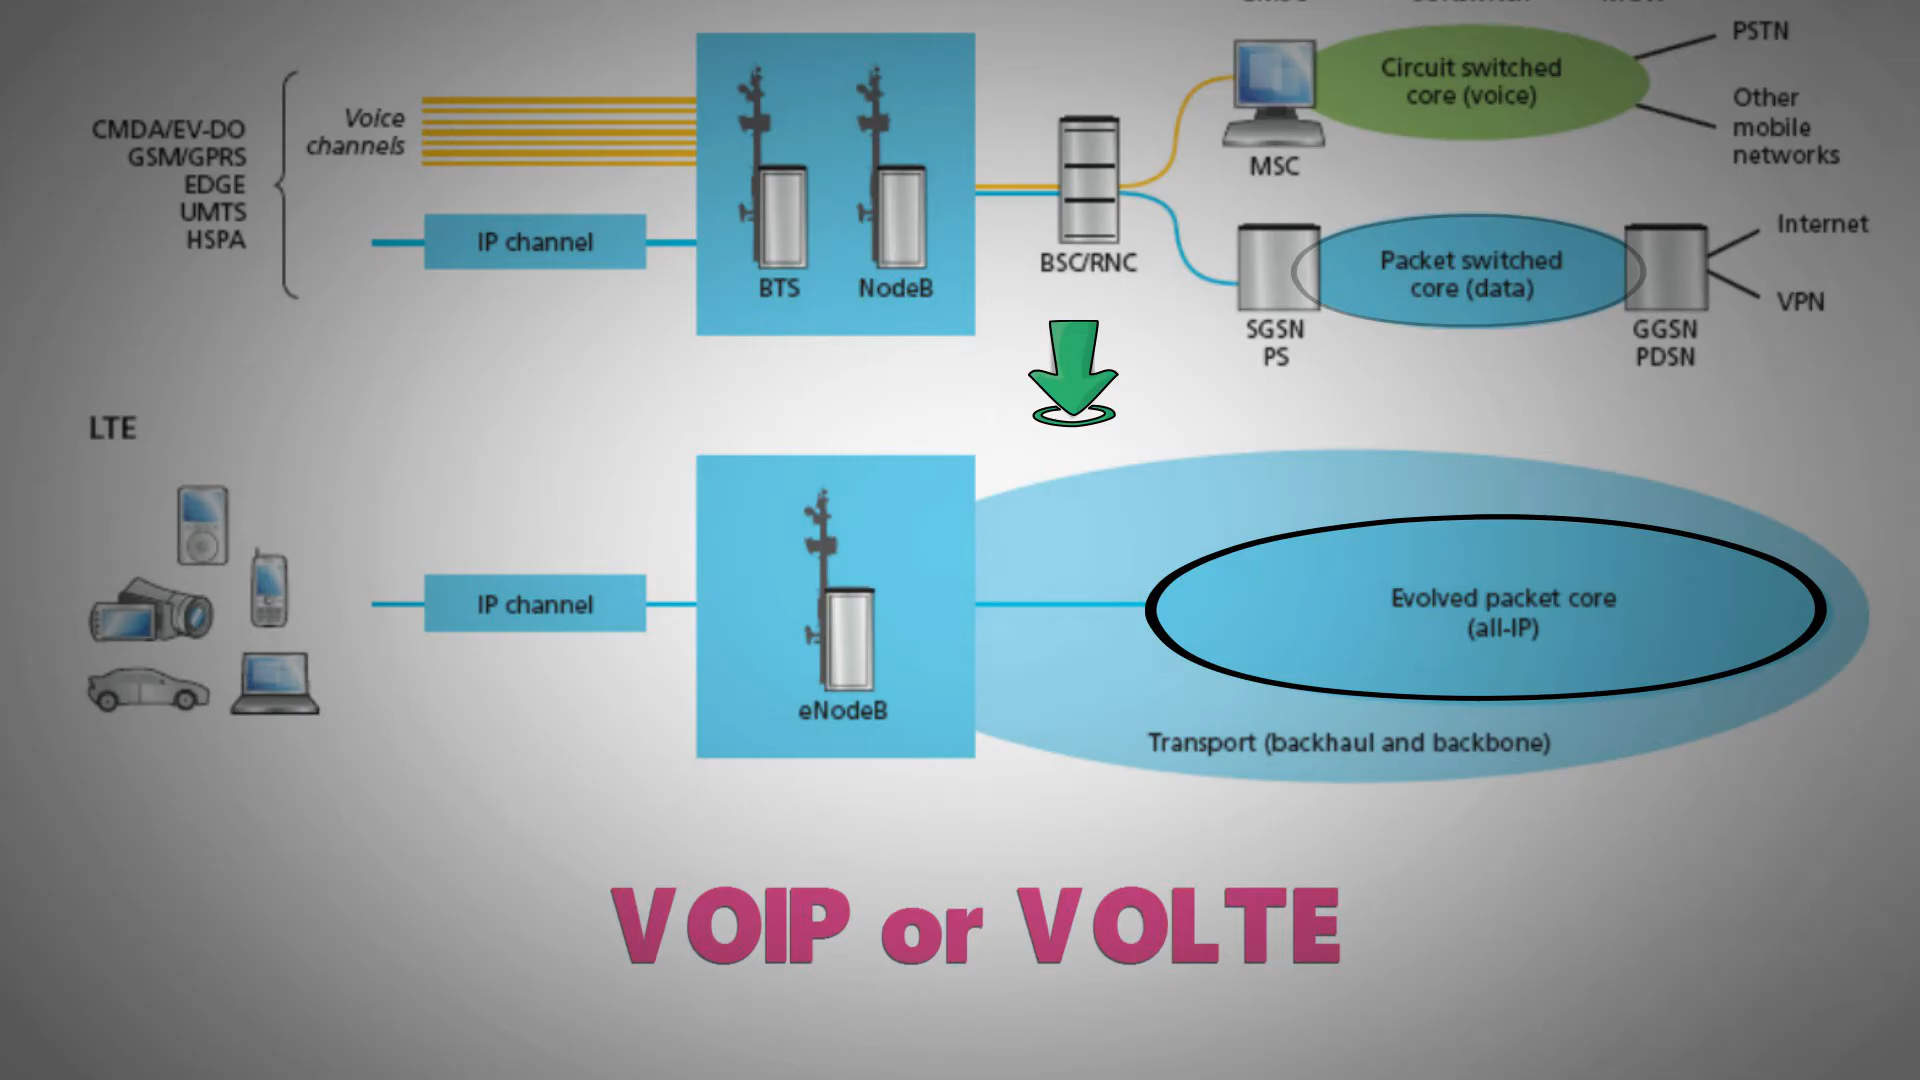 PSTN
Circuit switched
core (voice)
Other
mobile
networks
Voice
channels
CMDA/EV-DO
GSM/GPRS
EDGE
UMTS
HSPA
MSC
IP channel
BSC/RNC
Internet
Packet switched
core (data)
BTS
NodeB
VPN
SGSN
PS
GGSN
PDSN
LTE
IP channel
Evolved packet core
(all-IP)
eNodeB
Transport (backhaul and backbone)
VOIP or VOLTE